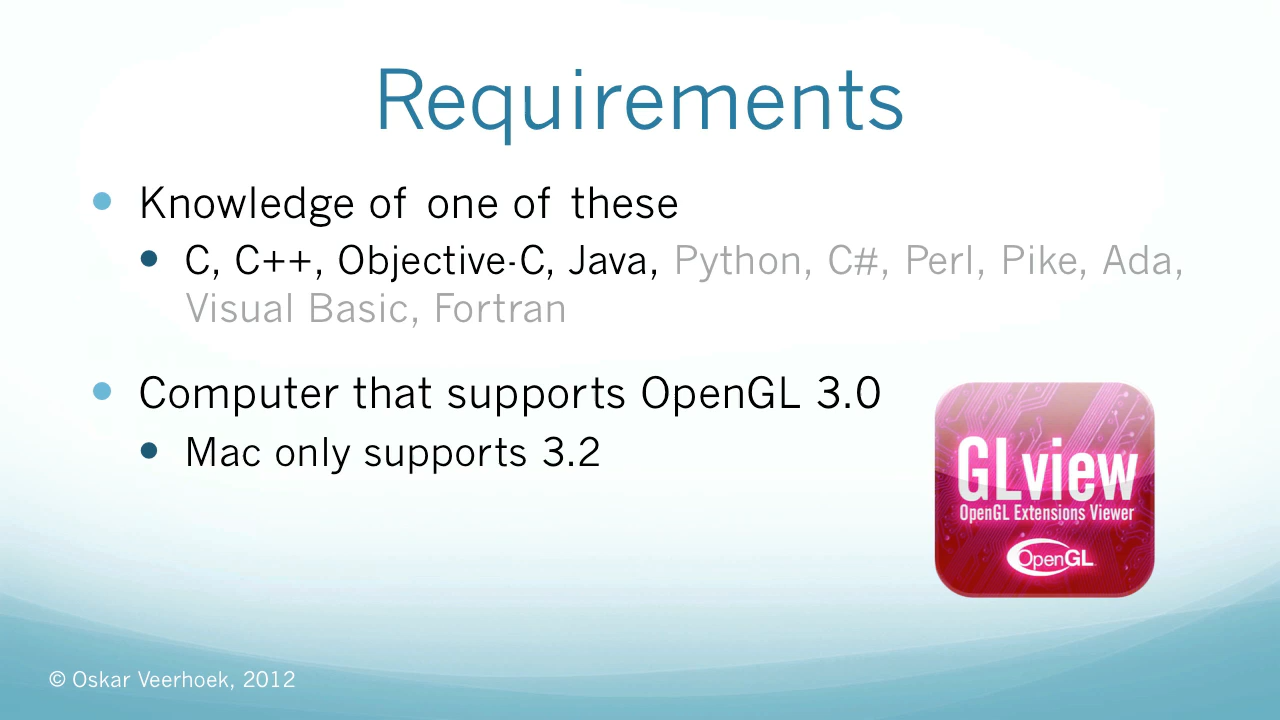 Requirements
Knowledge of one of these
C, C++, Objective-C, Java, Python, C#, Perl, Pike, Ada,
Visual Basic, Fortran
Computer that supports OpenGL 3.0
Mac only supports 3.2
GLview
OpenGL Extensions Viewer
OpenGL
© Oskar Veerhoek, 2012